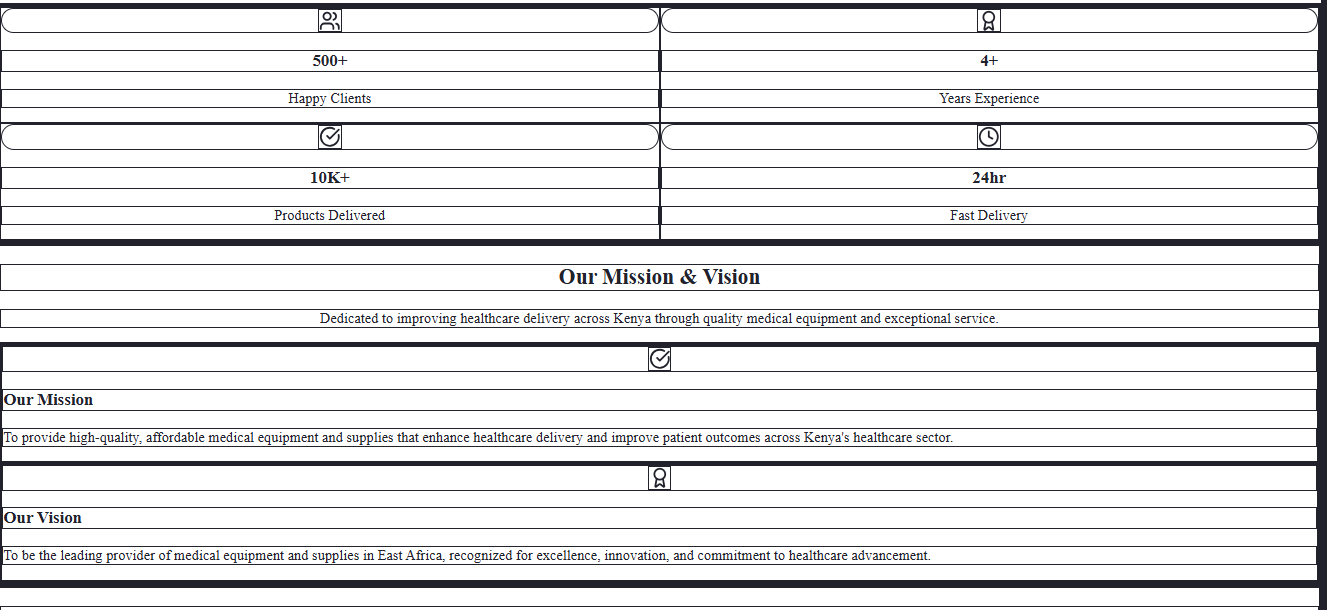 500+
4+
Happy Clients
Years Experience
10K+
24hr
Products Delivered
Fast Delivery
Our Mission & Vision
Dedicated to improving healthcare delivery across Kenya through quality medical equipment and exceptional service.
Our Mission
To provide high-quality, affordable medical equipment and supplies that enhance healthcare delivery and improve patient outcomes across Kenya's healthcare sector.
Our Vision
To be the leading provider of medical equipment and supplies in East Africa, recognized for excellence, innovation, and commitment to healthcare advancement.